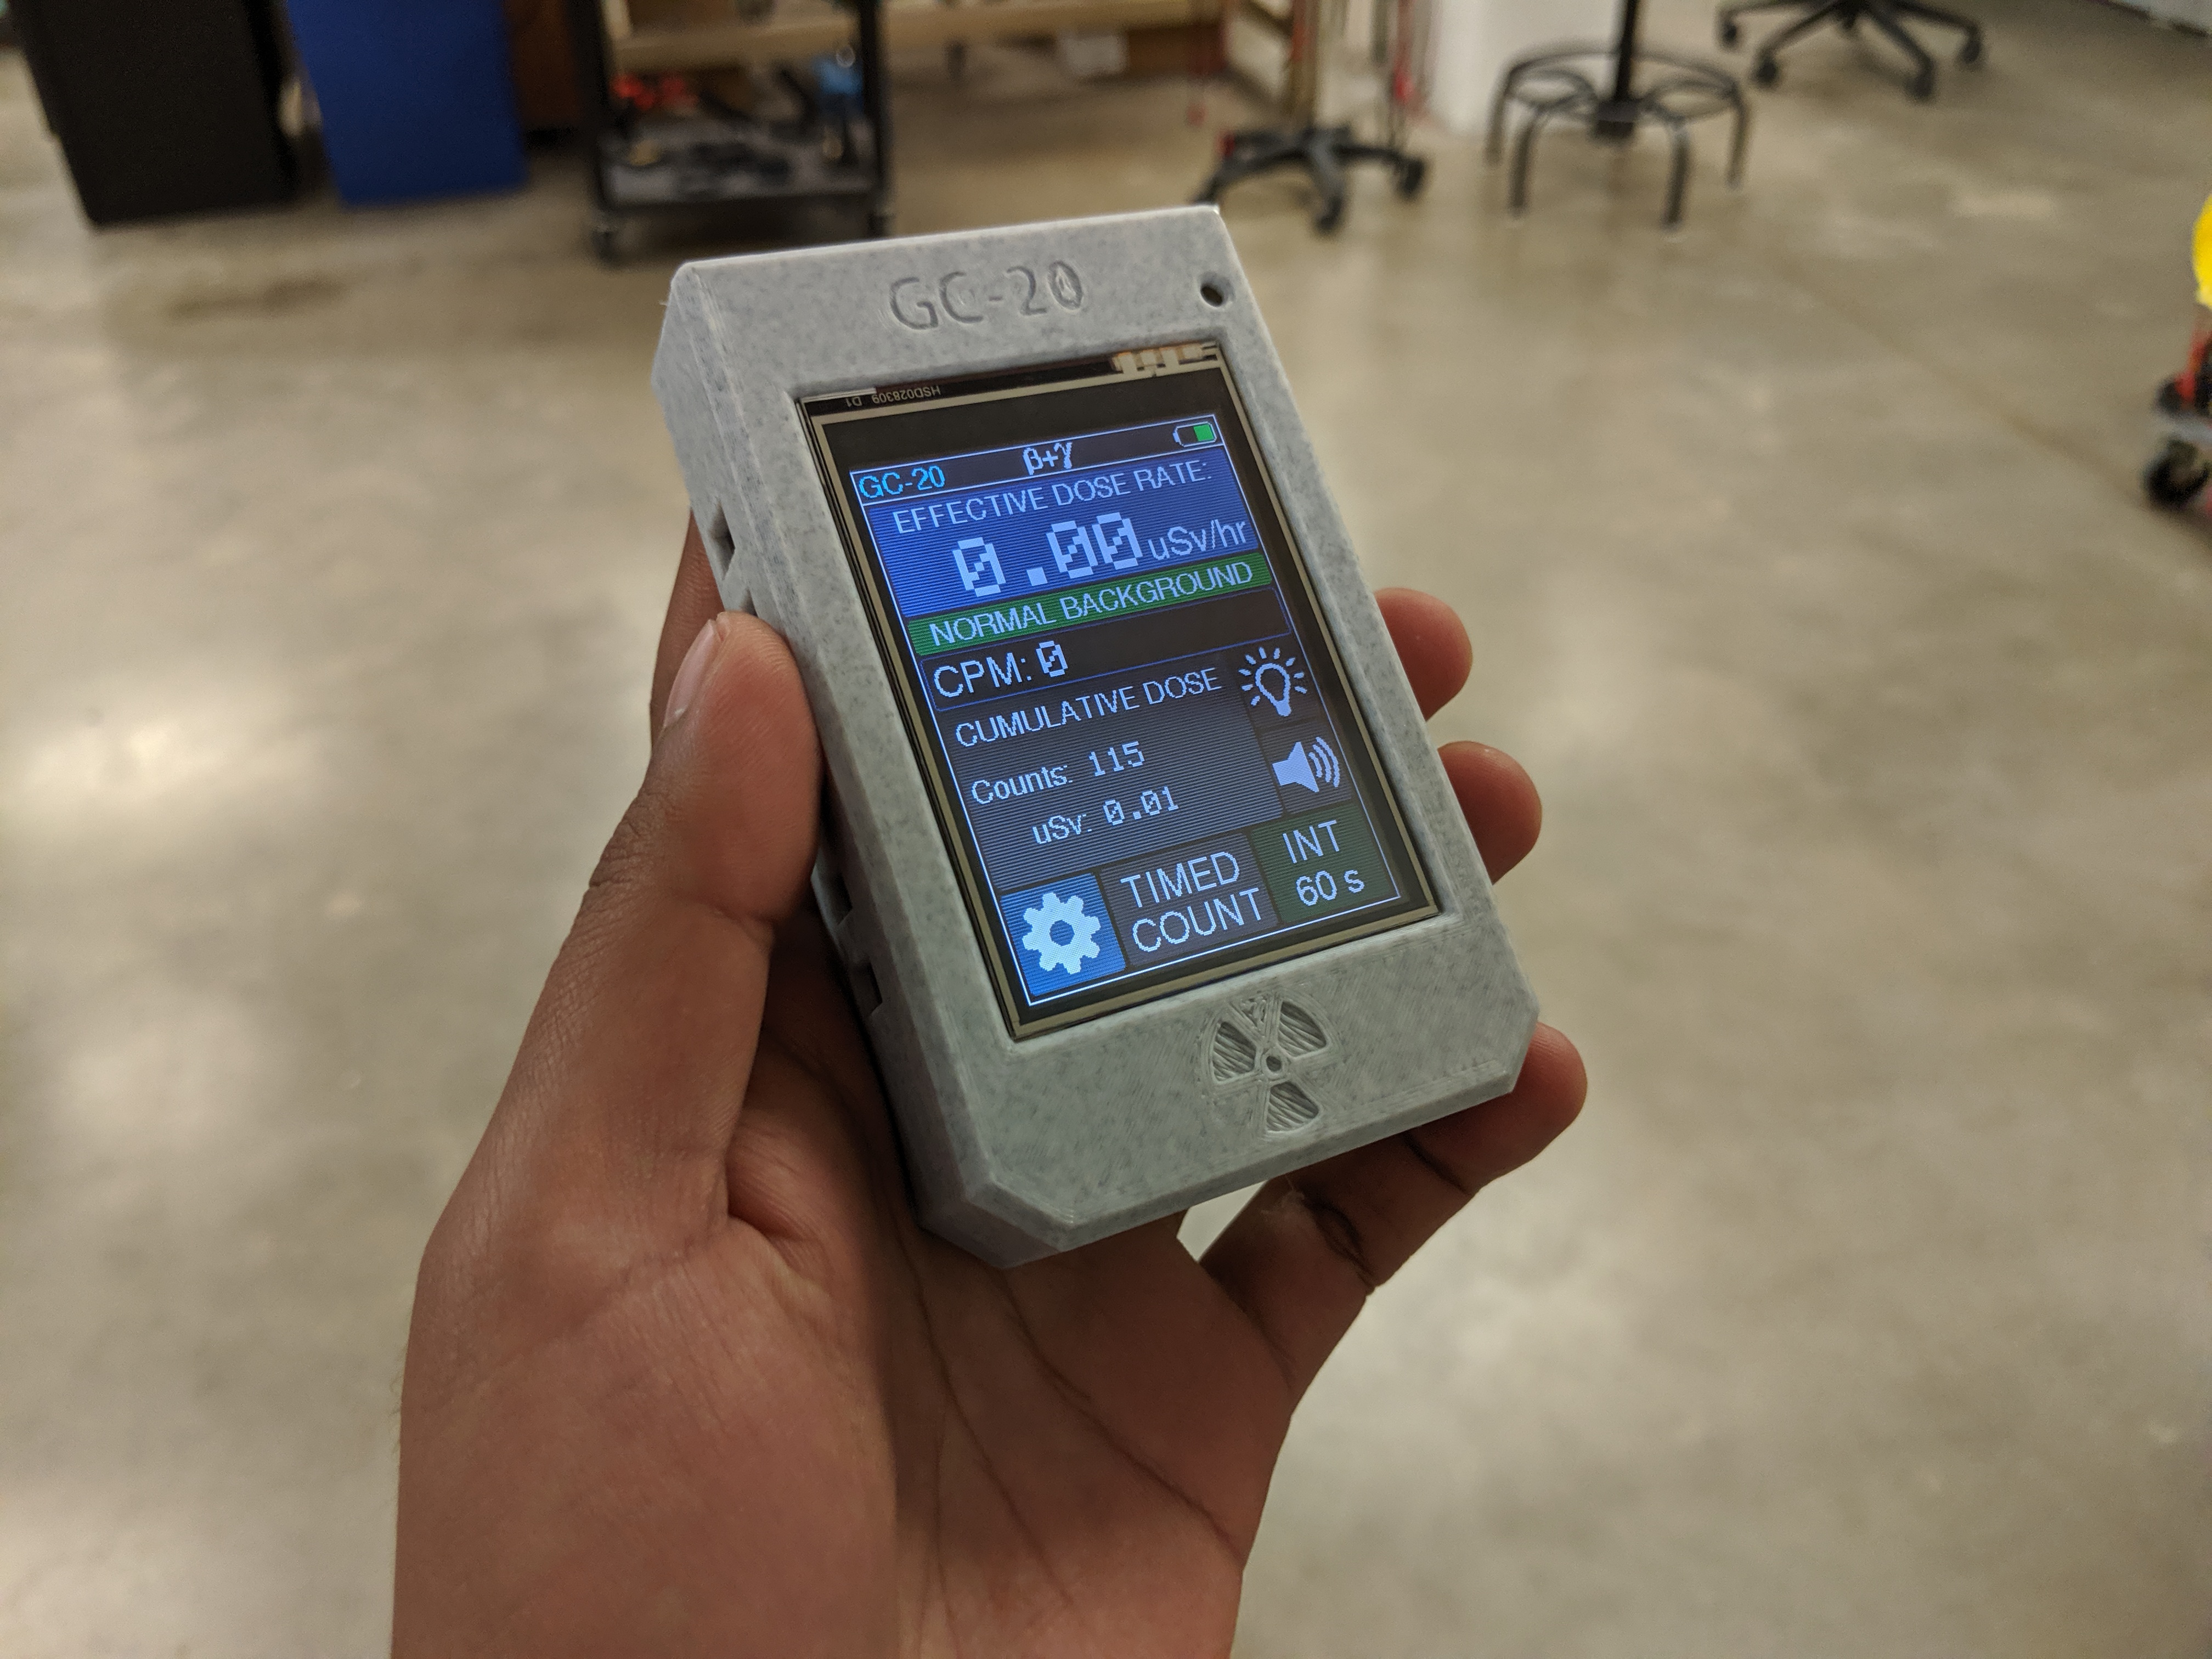 GC-20
HSD028309 D1
GC-20 β+γ
EFFECTIVE DOSE RATE:
0.00 uSv/hr
NORMAL BACKGROUND
CPM: 0
CUMULATIVE DOSE
Counts: 115
uSv: 0.01
TIMED
COUNT
INT
60 s